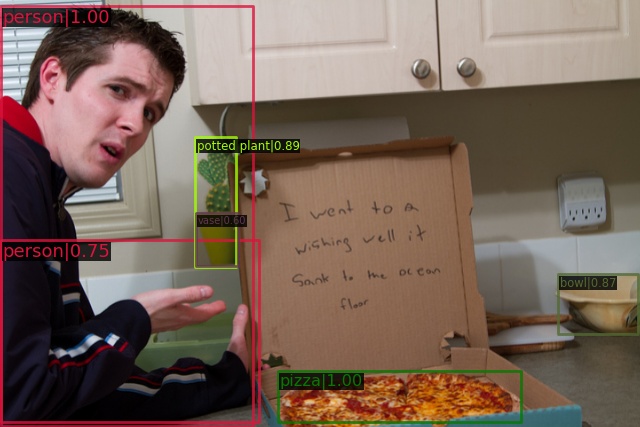 person|1.00
potted plant|0.89
vase|0.60
person|0.75
bowl|0.87
pizza|1.00
I went to a
wishing well it
Sank to the ocean
floor